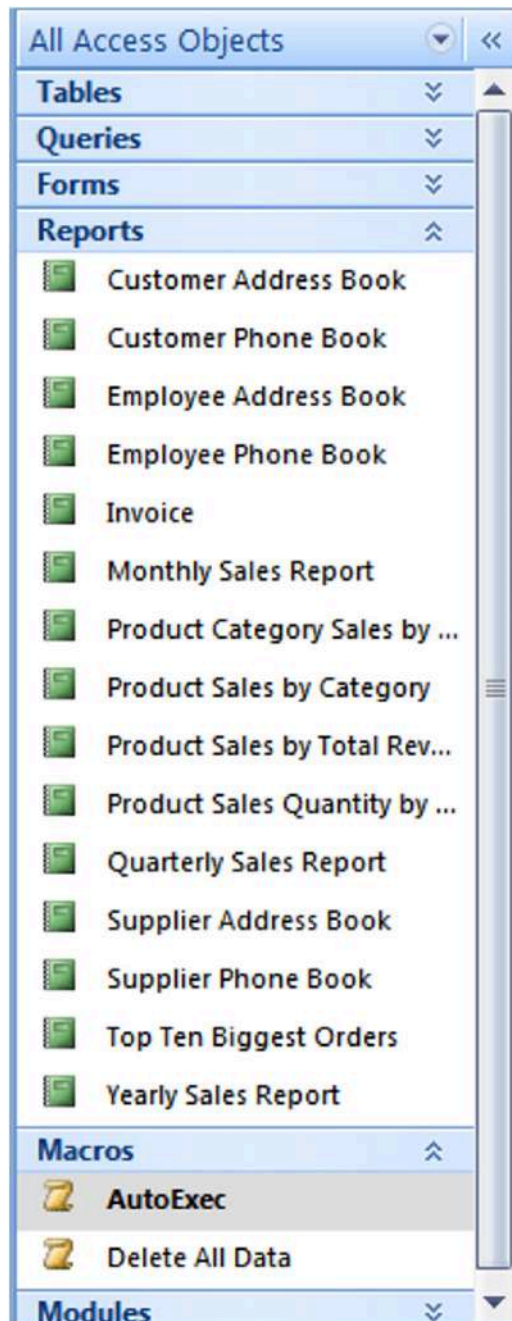 All Access Objects
Tables
Queries
Forms
Reports
Customer Address Book
Customer Phone Book
Employee Address Book
Employee Phone Book
Invoice
Monthly Sales Report
Product Category Sales by ...
Product Sales by Category
Product Sales by Total Rev...
Product Sales Quantity by ...
Quarterly Sales Report
Supplier Address Book
Supplier Phone Book
Top Ten Biggest Orders
Yearly Sales Report
Macros
AutoExec
Delete All Data
Modules